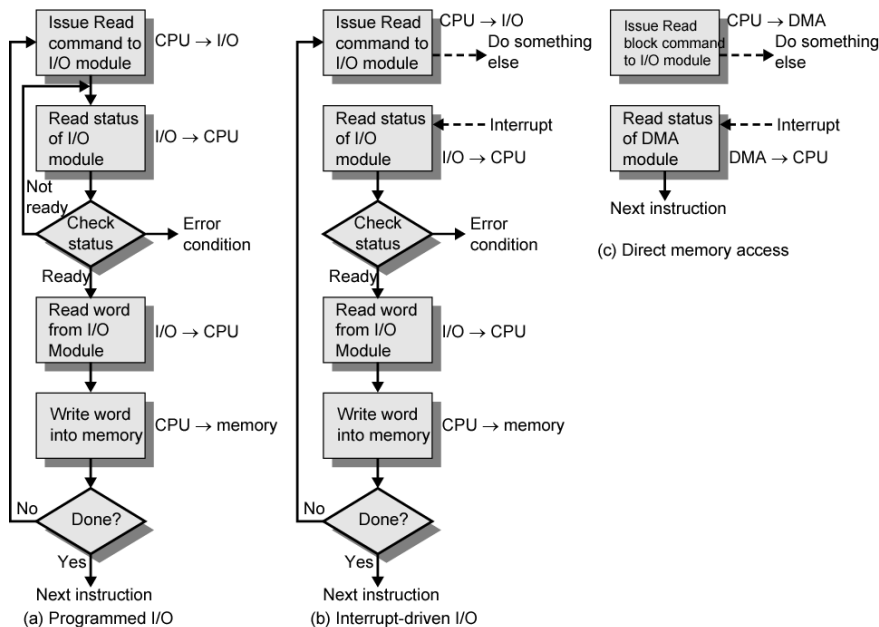 Issue Read
command to
I/O module
CPU → I/O
Read status
of I/O
module
I/O → CPU
Not
ready
Check
status
Error
condition
Ready
Read word
from I/O
Module
I/O → CPU
Write word
into memory
CPU → memory
No
Done?
Yes
Next instruction
(a) Programmed I/O
Issue Read
command to
I/O module
CPU → I/O
Do something
else
Read status
of I/O
module
Interrupt
I/O → CPU
Check
status
Error
condition
Ready
Read word
from I/O
Module
I/O → CPU
Write word
into memory
CPU → memory
No
Done?
Yes
Next instruction
(b) Interrupt-driven I/O
Issue Read
block command
to I/O module
CPU → DMA
Do something
else
Read status
of DMA
module
Interrupt
DMA → CPU
Next instruction
(c) Direct memory access